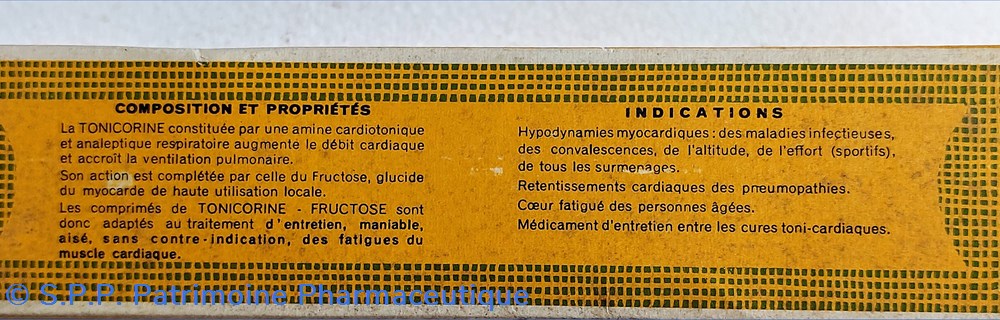 COMPOSITION ET PROPRIÉTÉS
La TONICORINE constituée par une amine cardiotonique
et analeptique respiratoire augmente le débit cardiaque
et accroît la ventilation pulmonaire.
Son action est complétée par celle du Fructose, glucide
du myocarde de haute utilisation locale.
Les comprimés de TONICORINE - FRUCTOSE sont
donc adaptés au traitement d'entretien, maniable,
aisé, sans contre-indication, des fatigues du
muscle cardiaque.
INDICATIONS
Hypodynamies myocardiques : des maladies infectieuses,
des convalescences, de l'altitude, de l'effort (sportifs),
de tous les surmenages.
Retentissements cardiaques des pneumopathies.
Cœur fatigué des personnes âgées.
Médicament d'entretien entre les cures toni-cardiaques.
© S.P.P. Patrimoine Pharmaceutique